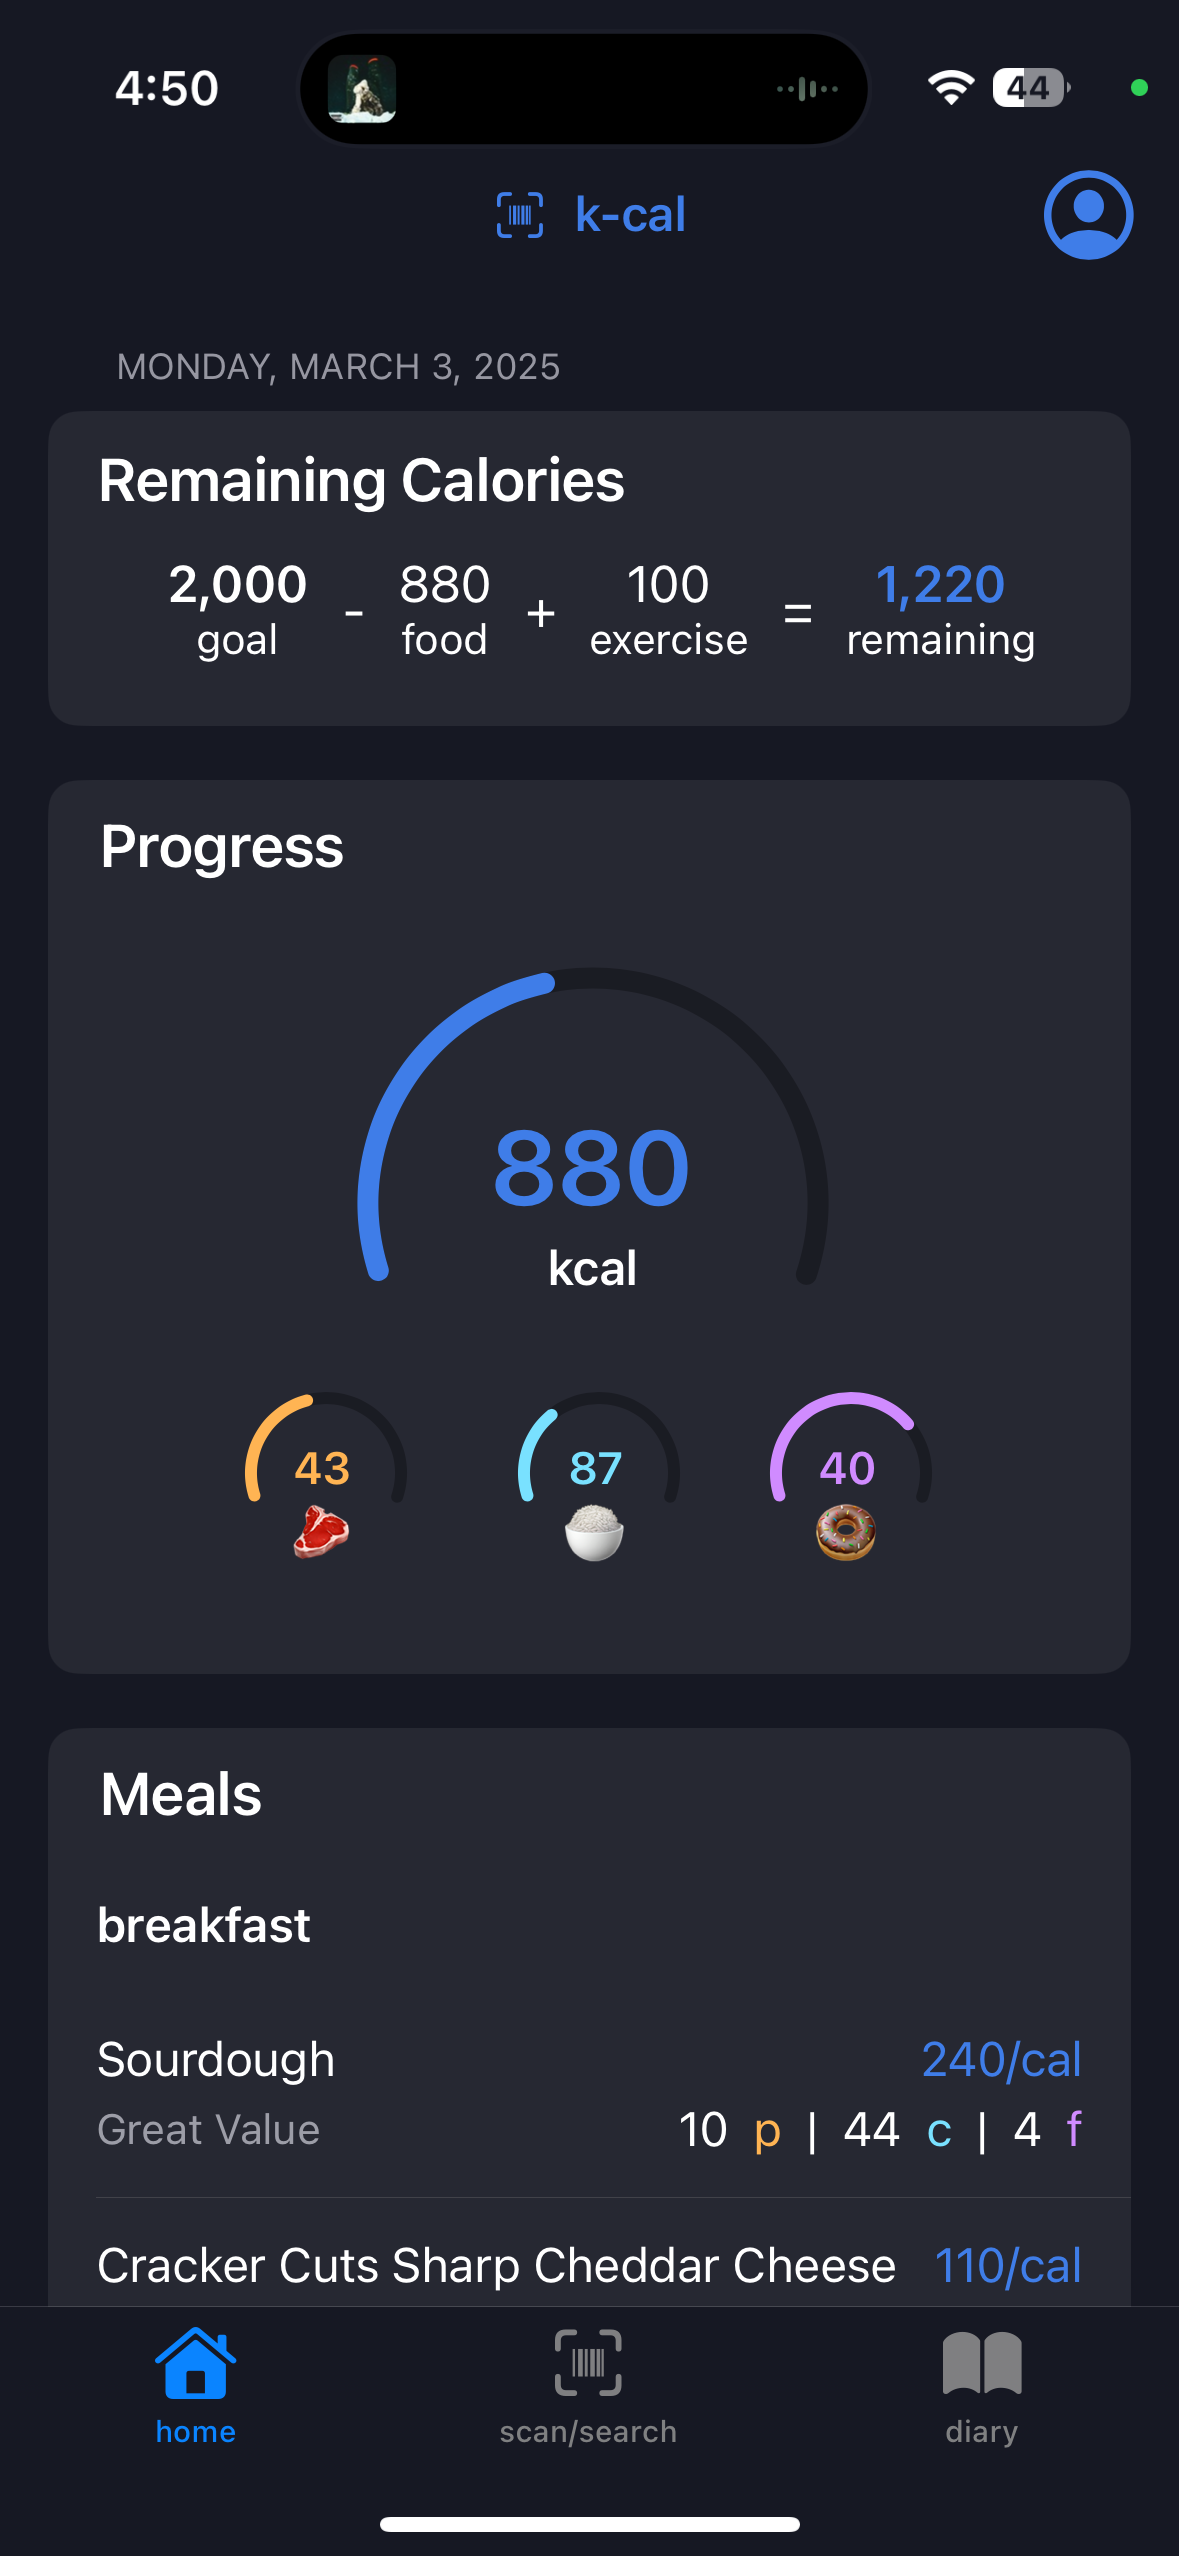 4:50
44
k-cal
MONDAY, MARCH 3, 2025
Remaining Calories
2,000 - 880 + 100 = 1,220
goal food exercise remaining
Progress
880
kcal
43 87 40
Meals
breakfast
Sourdough 240/cal
Great Value 10 p | 44 c | 4 f
Cracker Cuts Sharp Cheddar Cheese 110/cal
home scan/search diary